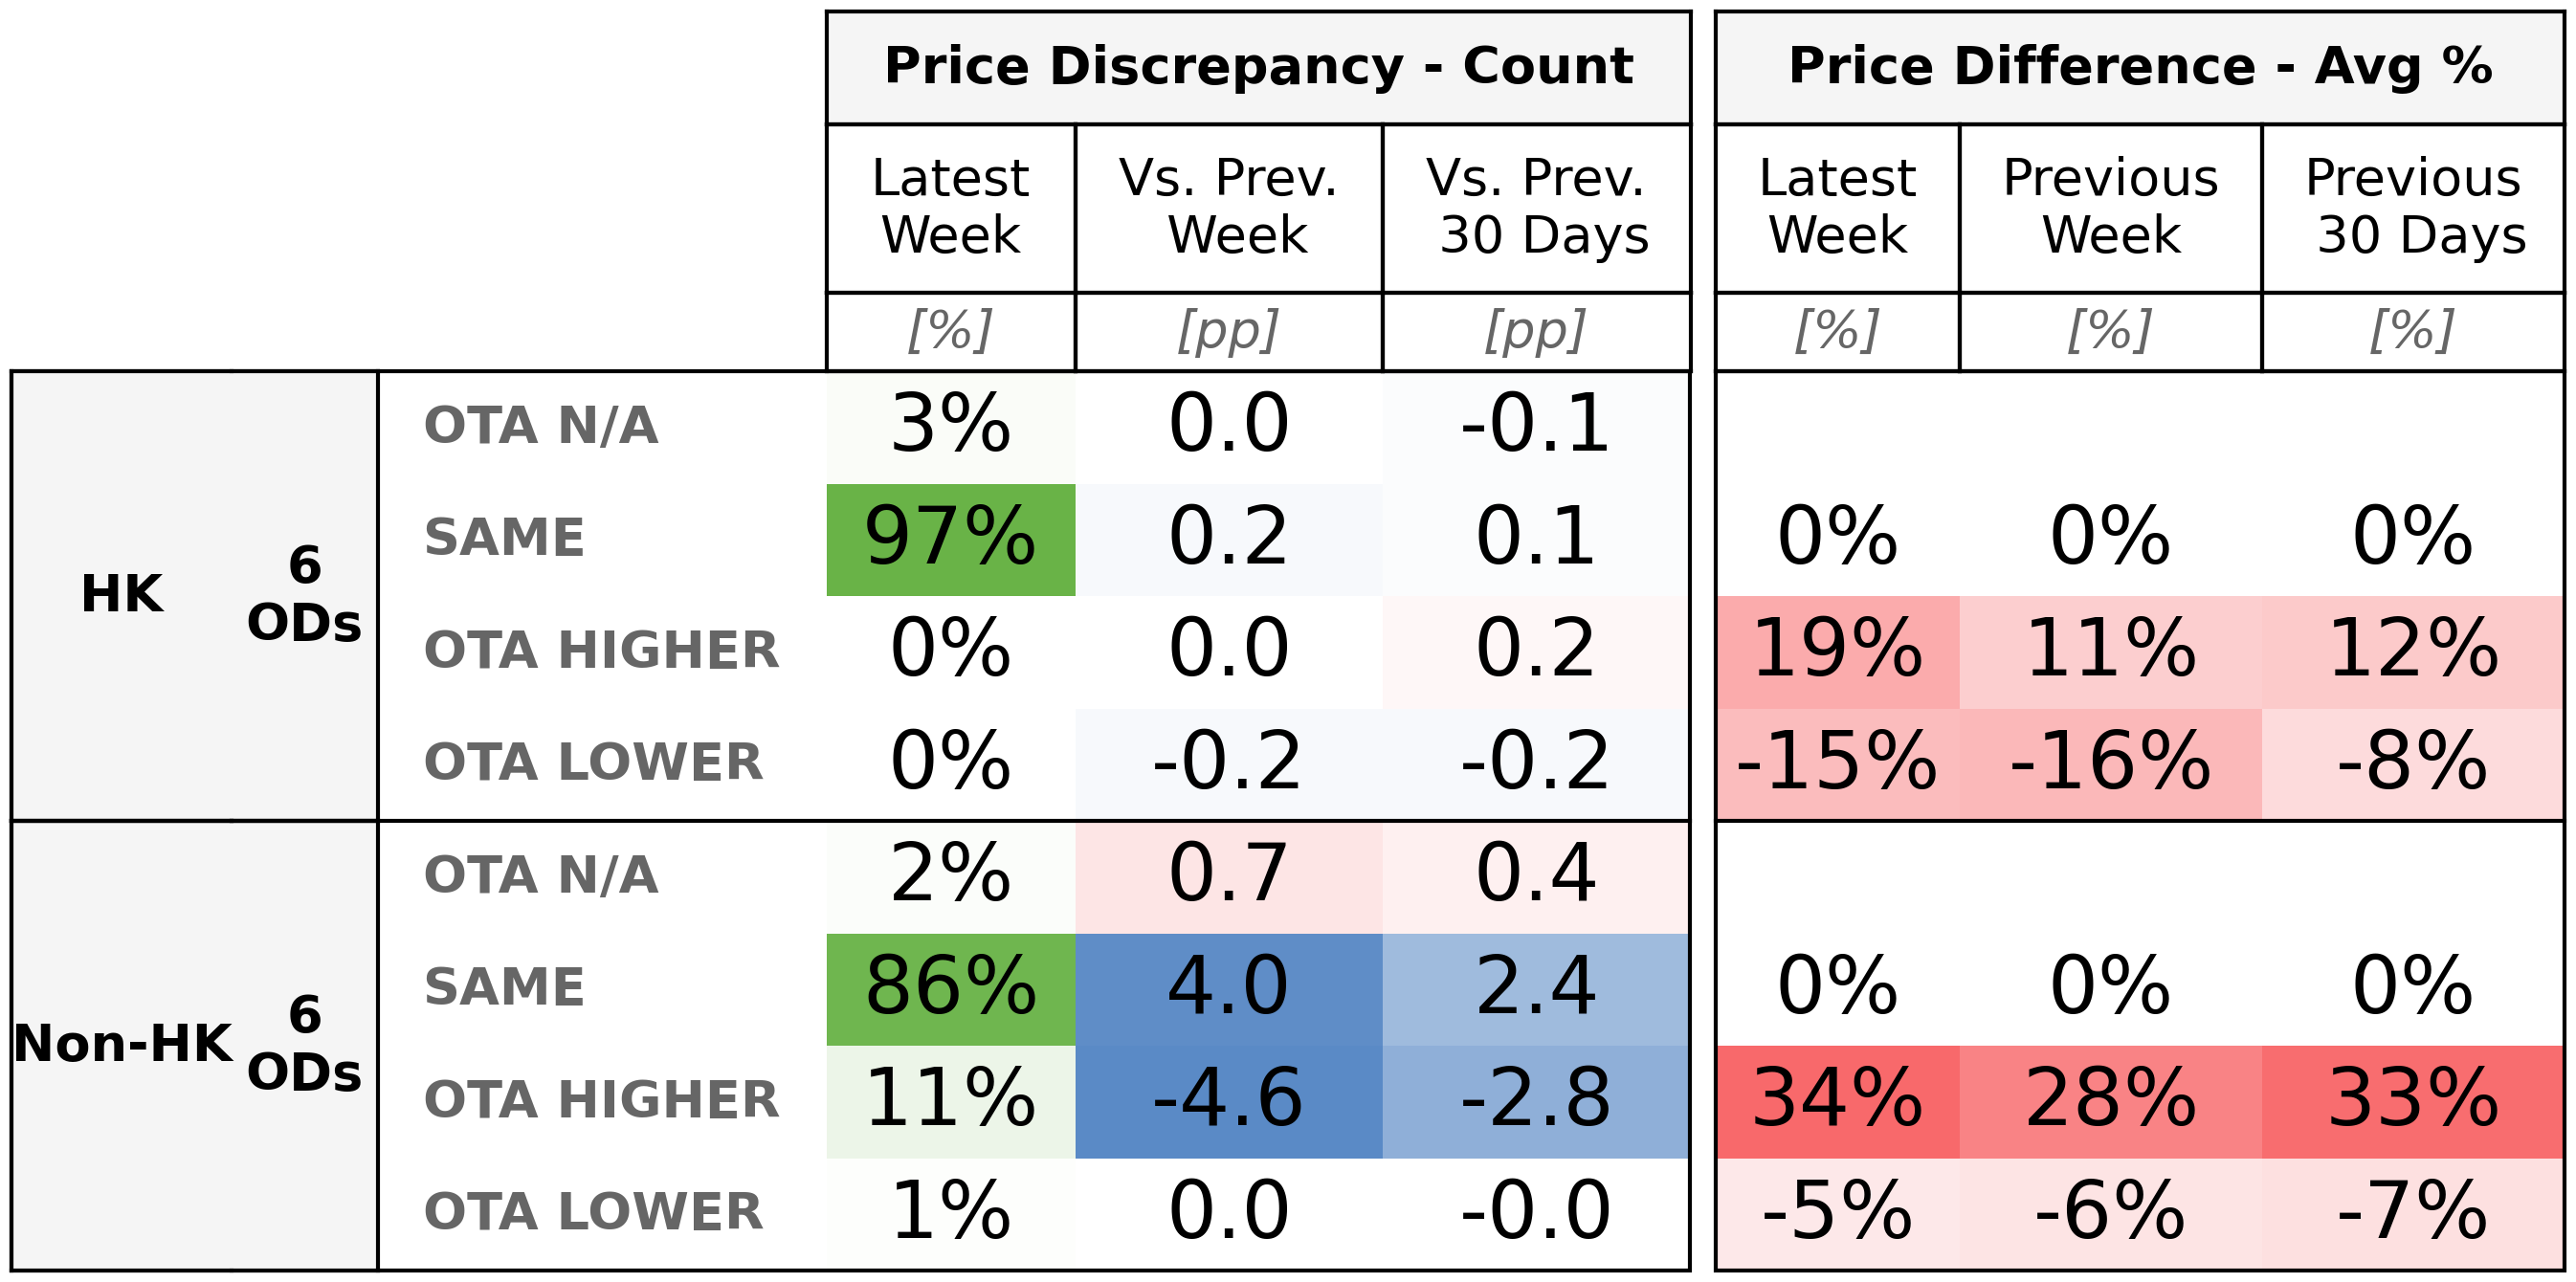 Price Discrepancy - Count Price Difference - Avg %
Latest Week Vs. Prev. Week Vs. Prev. 30 Days Latest Week Previous Week Previous 30 Days
[%] [pp] [pp] [%] [%] [%]
HK 6 ODs
OTA N/A 3% 0.0 -0.1
SAME 97% 0.2 0.1 0% 0% 0%
OTA HIGHER 0% 0.0 0.2 19% 11% 12%
OTA LOWER 0% -0.2 -0.2 -15% -16% -8%
Non-HK 6 ODs
OTA N/A 2% 0.7 0.4
SAME 86% 4.0 2.4 0% 0% 0%
OTA HIGHER 11% -4.6 -2.8 34% 28% 33%
OTA LOWER 1% 0.0 -0.0 -5% -6% -7%